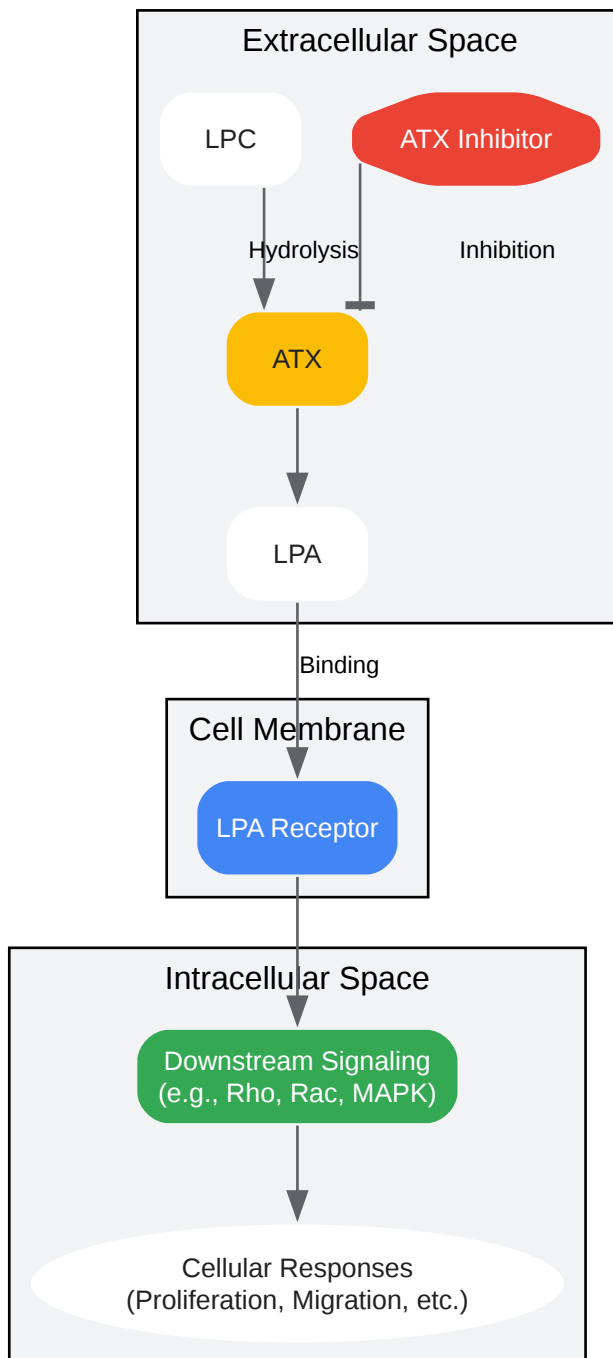 Extracellular Space
LPC
ATX Inhibitor
Hydrolysis
Inhibition
ATX
LPA
Binding
Cell Membrane
LPA Receptor
Intracellular Space
Downstream Signaling
(e.g., Rho, Rac, MAPK)
Cellular Responses
(Proliferation, Migration, etc.)